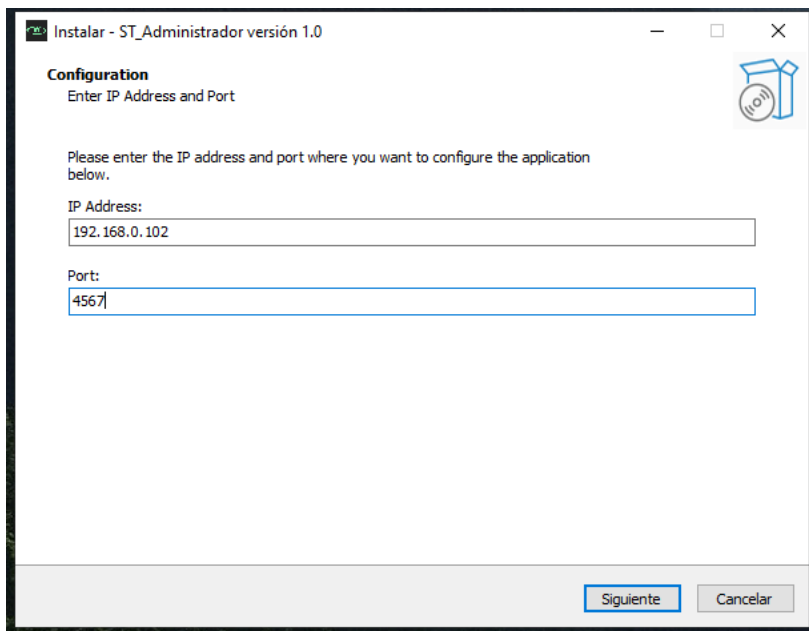 Instalar - ST_Administrador versión 1.0
Configuration
Enter IP Address and Port
Please enter the IP address and port where you want to configure the application
below.
IP Address:
192.168.0.102
Port:
4567
Siguiente
Cancelar